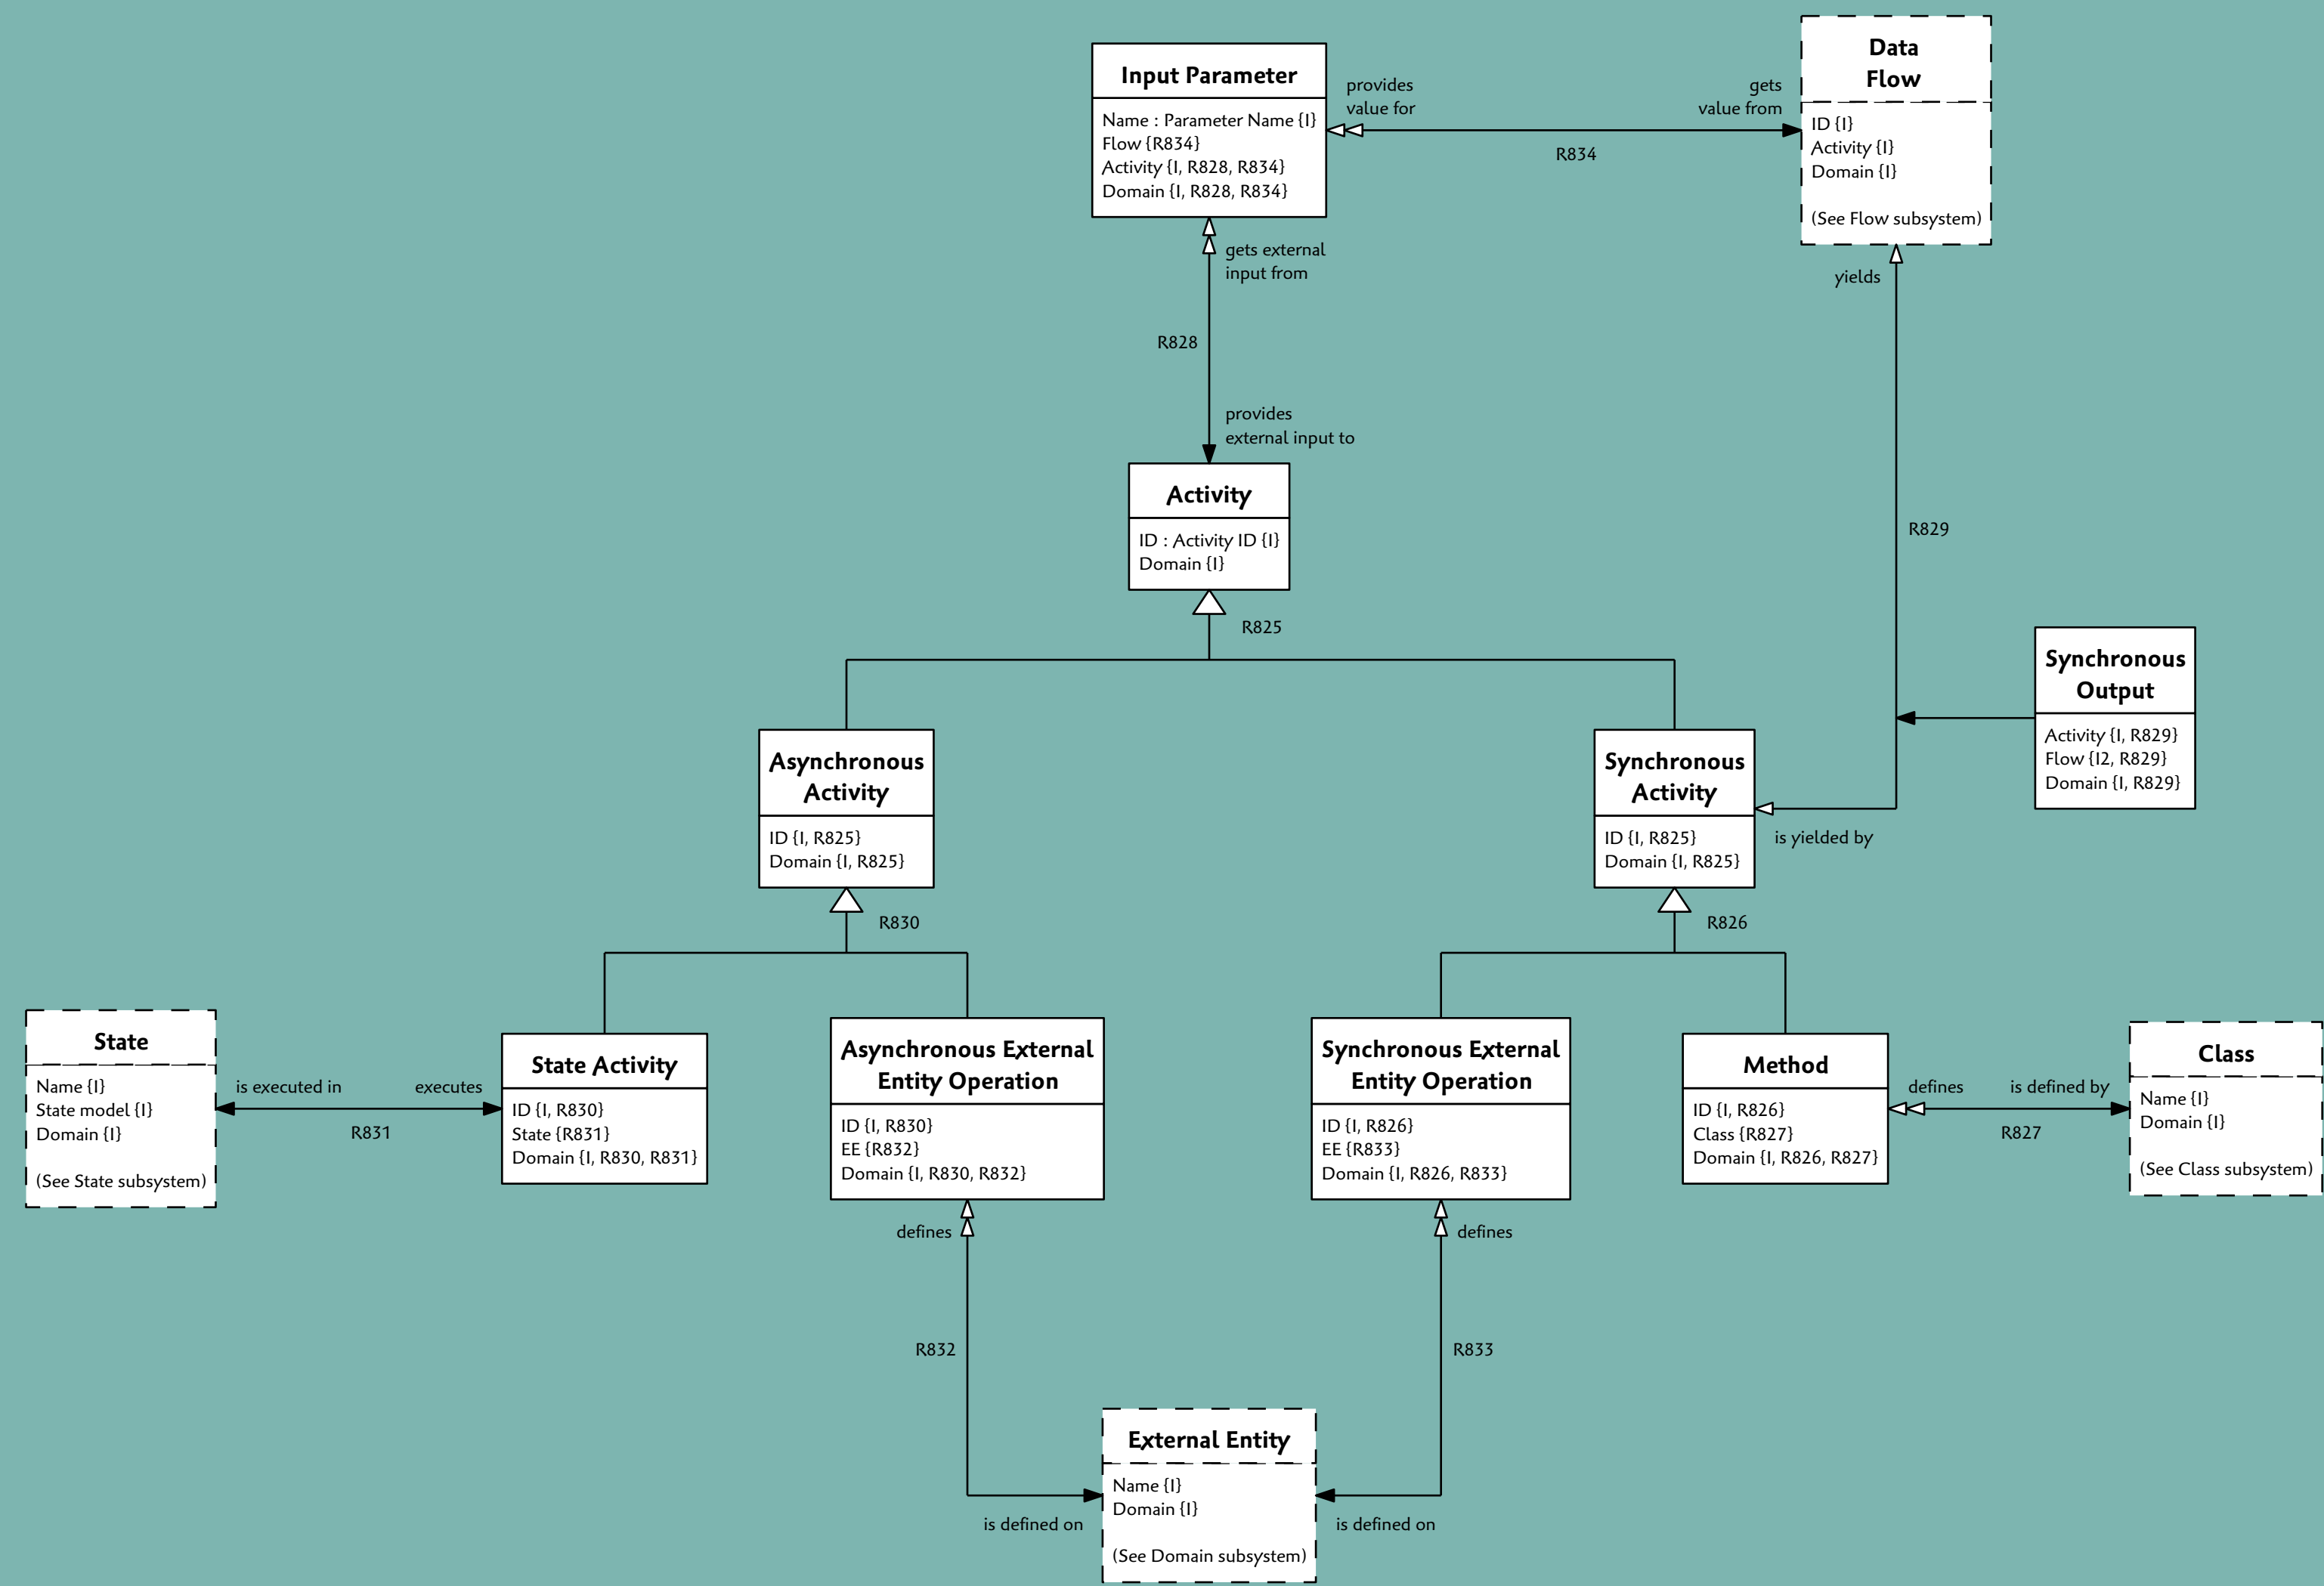 Input Parameter
Name : Parameter Name {I}
Flow {R834}
Activity {I, R828, R834}
Domain {I, R828, R834}
provides
value for
R834
gets
value from
Data
Flow
ID {I}
Activity {I}
Domain {I}
(See Flow subsystem)
gets external
input from
R828
provides
external input to
yields
R829
Activity
ID : Activity ID {I}
Domain {I}
R825
Synchronous
Output
Activity {I, R829}
Flow {I2, R829}
Domain {I, R829}
Asynchronous
Activity
ID {I, R825}
Domain {I, R825}
Synchronous
Activity
ID {I, R825}
Domain {I, R825}
is yielded by
R830
R826
State
Name {I}
State model {I}
Domain {I}
(See State subsystem)
is executed in
executes
R831
State Activity
ID {I, R830}
State {R831}
Domain {I, R830, R831}
Asynchronous External
Entity Operation
ID {I, R830}
EE {R832}
Domain {I, R830, R832}
Synchronous External
Entity Operation
ID {I, R826}
EE {R833}
Domain {I, R826, R833}
Method
ID {I, R826}
Class {R827}
Domain {I, R826, R827}
defines
is defined by
R827
Class
Name {I}
Domain {I}
(See Class subsystem)
defines
defines
R832
R833
External Entity
Name {I}
Domain {I}
(See Domain subsystem)
is defined on
is defined on